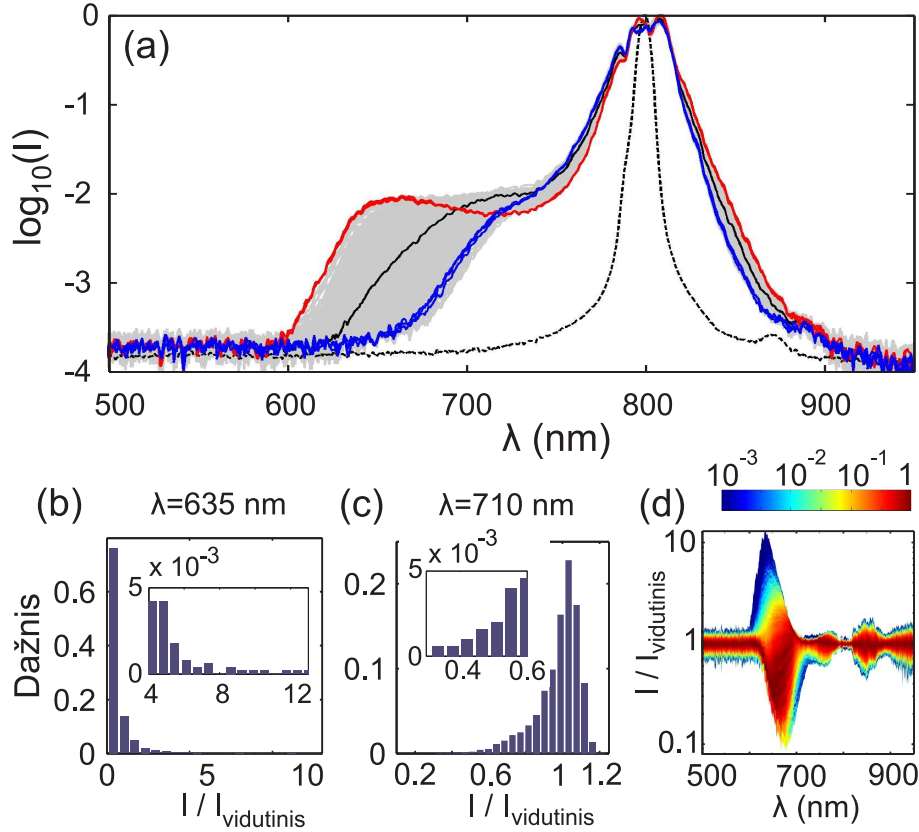 (a)
log10(I)
0
-1
-2
-3
-4
500 600 700 800 900
λ (nm)
(b) λ=635 nm
Dažnis
0.6
0.4
0.2
0
0 5 10
I / Ividutinis
x 10-3
5
0
4 8 12
(c) λ=710 nm
0.2
0.1
0
0.2 0.6 1 1.2
I / Ividutinis
x 10-3
5
0
0.4 0.6
(d)
10-3 10-2 10-1 1
I / Ividutinis
10
1
0.1
500 700 900
λ (nm)